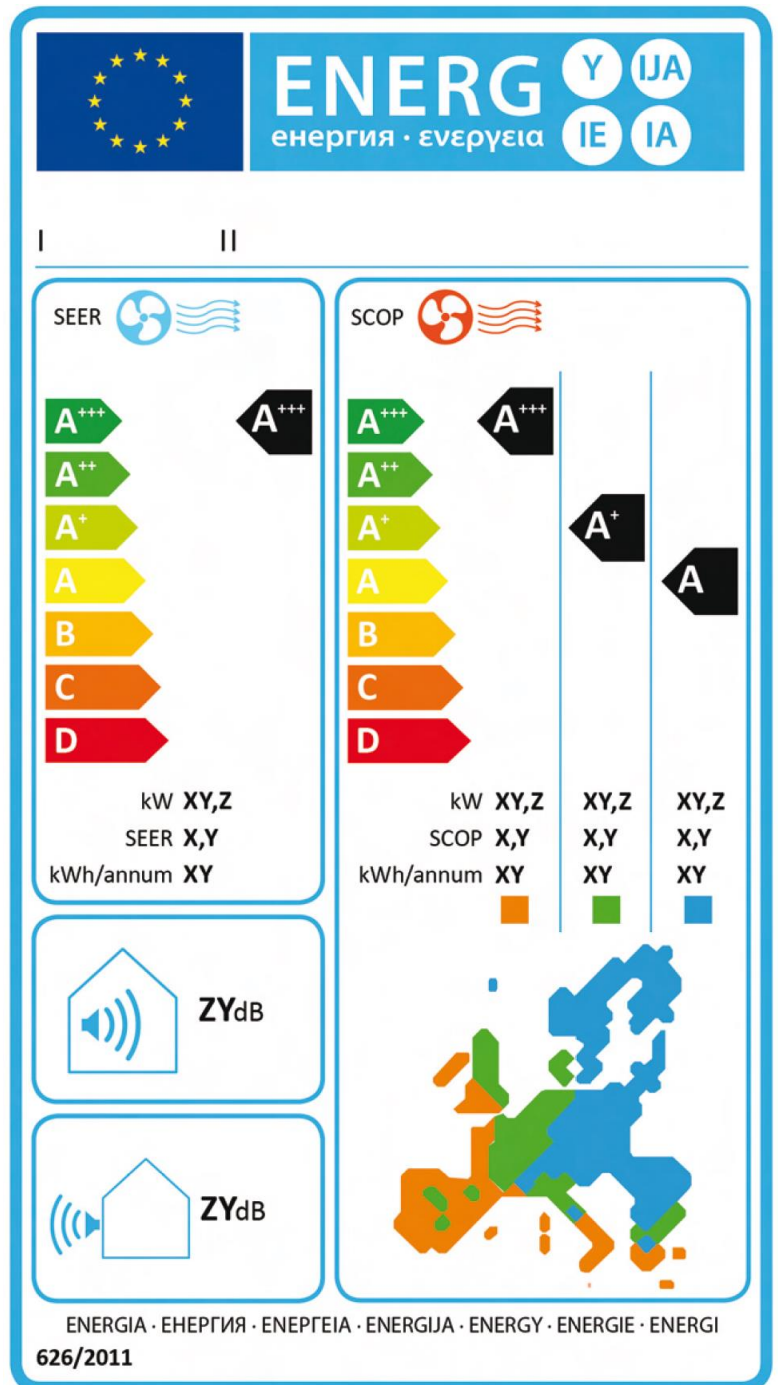 ENERG Y IJA
енергия · ενεργεια IE IA
I II
SEER
A+++ A+++
A++
A+
A
B
C
D
kW XY,Z
SEER X,Y
kWh/annum XY
SCOP
A+++ A+++
A++
A+ A+
A A
B
C
D
kW XY,Z XY,Z XY,Z
SCOP X,Y X,Y X,Y
kWh/annum XY XY XY
ZYdB
ZYdB
ENERGIA · ЕНЕРГИЯ · ΕΝΕΡΓΕΙΑ · ENERGIJA · ENERGY · ENERGIE · ENERGI
626/2011